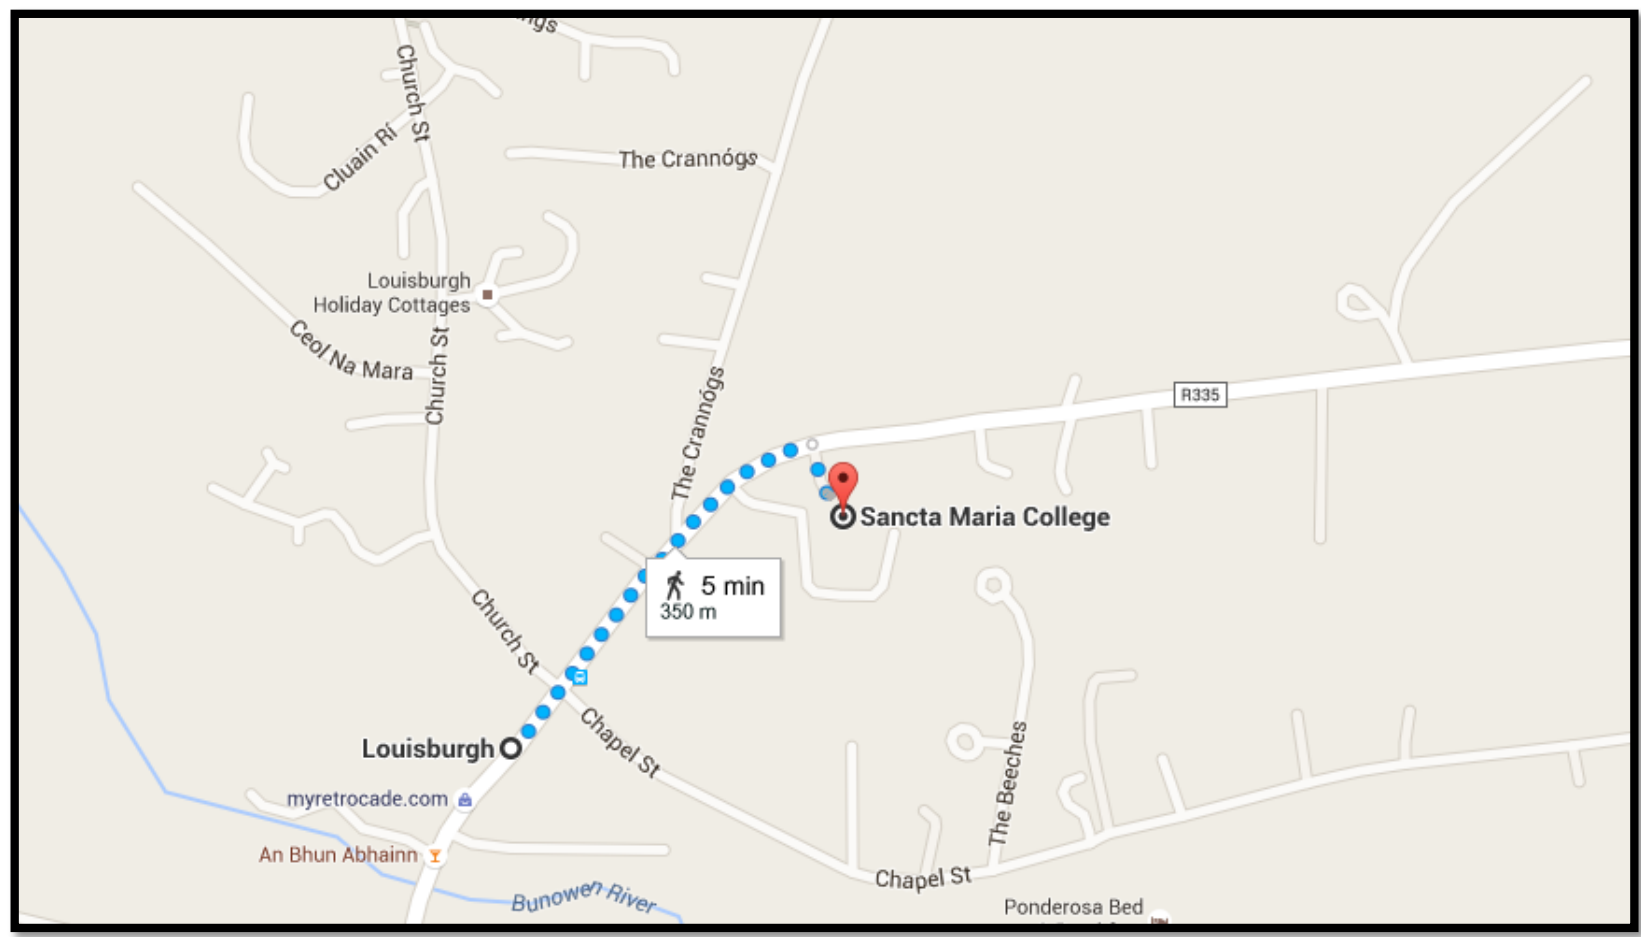 Church St
Cluain Rí
The Crannógs
Louisburgh
Holiday Cottages
Ceol Na Mara
Church St
The Crannógs
R335
Sancta Maria College
5 min
350 m
Church St
Louisburgh
Chapel St
myretrocade.com
The Beeches
An Bhun Abhainn
Chapel St
Bunowen River
Ponderosa Bed